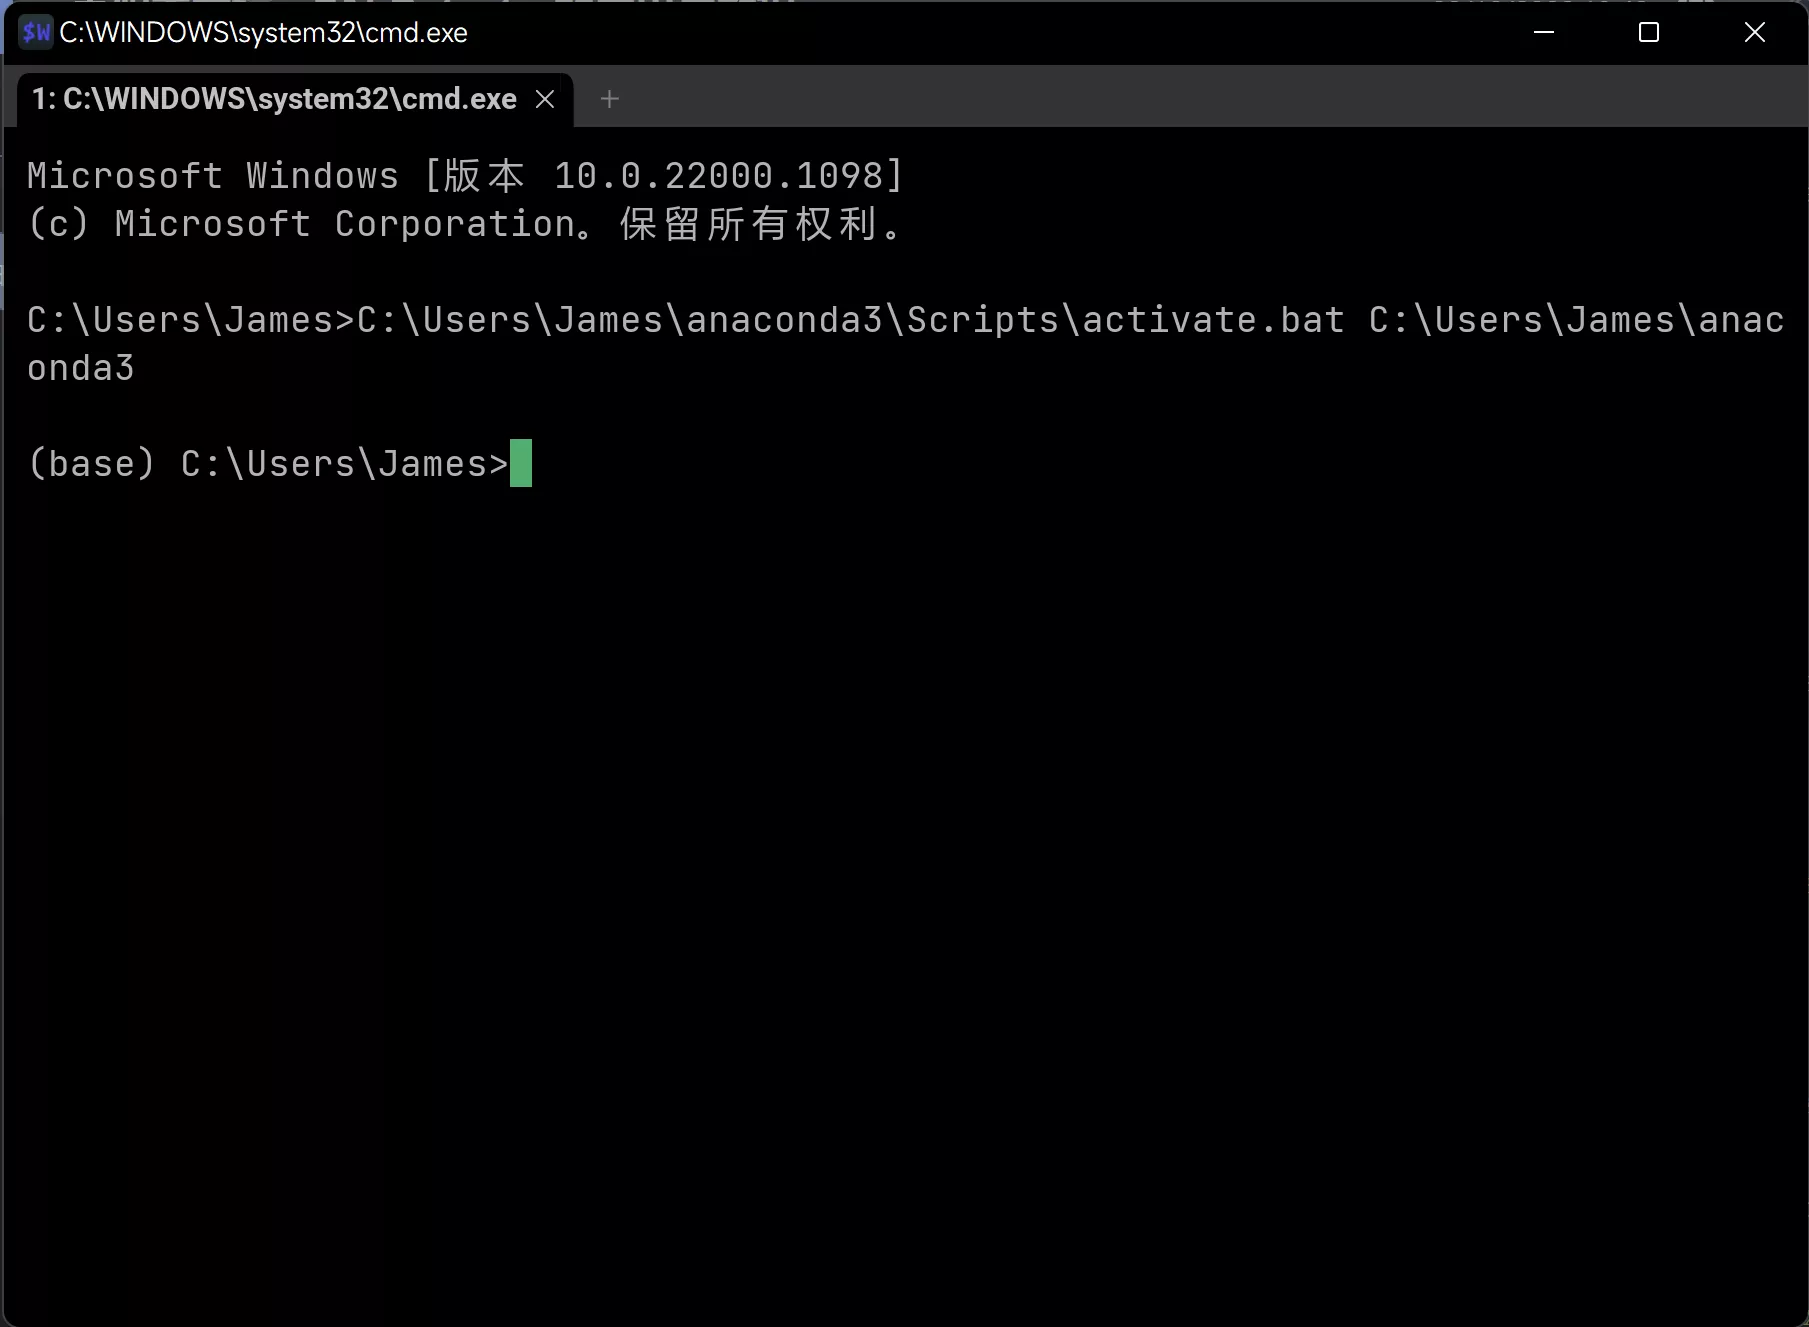 $W C:\WINDOWS\system32\cmd.exe
1: C:\WINDOWS\system32\cmd.exe
Microsoft Windows [版本 10.0.22000.1098]
(c) Microsoft Corporation。保留所有权利。
C:\Users\James>C:\Users\James\anaconda3\Scripts\activate.bat C:\Users\James\anac
onda3
(base) C:\Users\James>